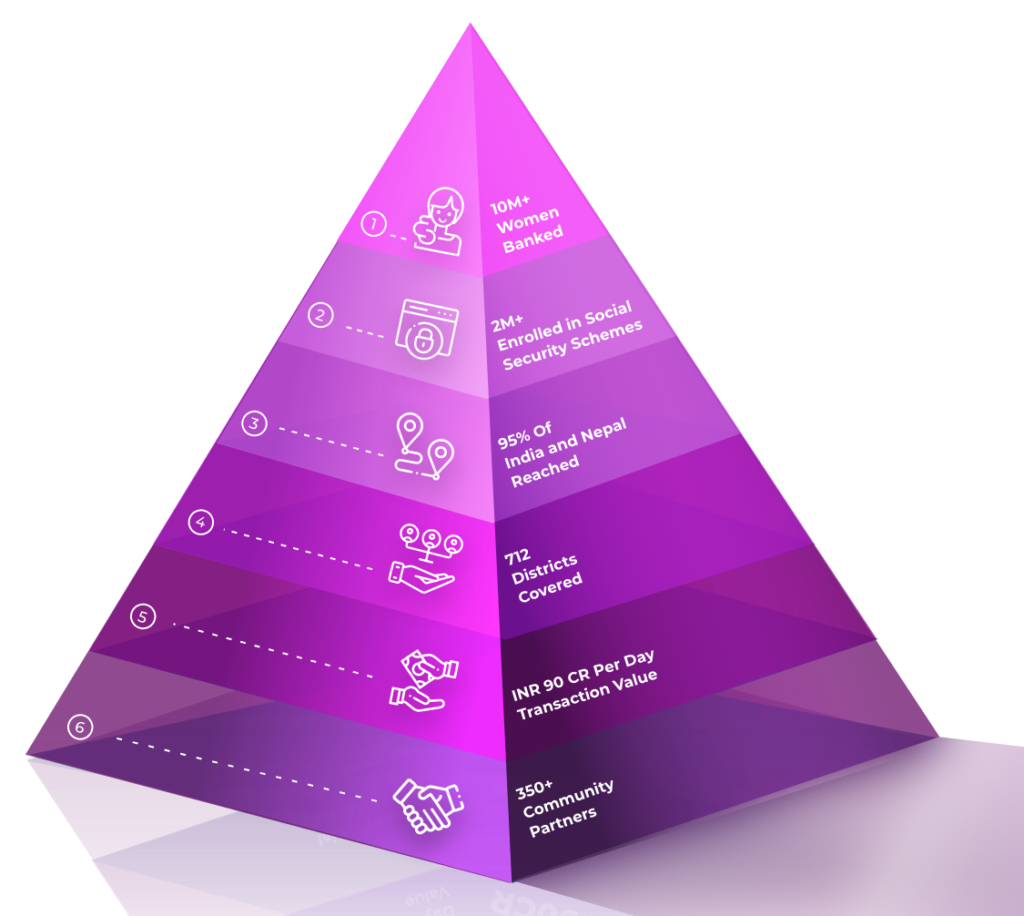 1
10M+
Women
Banked
2
2M+
Enrolled in Social
Security Schemes
3
95% Of
India and Nepal
Reached
4
712
Districts
Covered
5
INR 90 CR Per Day
Transaction Value
6
350+
Community
Partners
Value